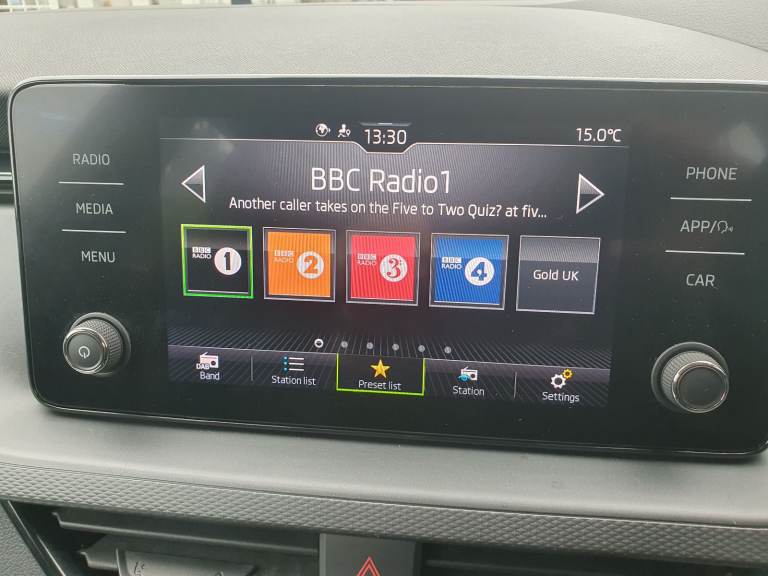 RADIO
MEDIA
MENU
13:30
15.0°C
BBC Radio1
Another caller takes on the Five to Two Quiz? at fiv...
BBC RADIO 1
BBC RADIO 2
BBC RADIO 3
BBC RADIO 4
Gold UK
DAB
Band
Station list
Preset list
Station
Settings
PHONE
APP/
CAR